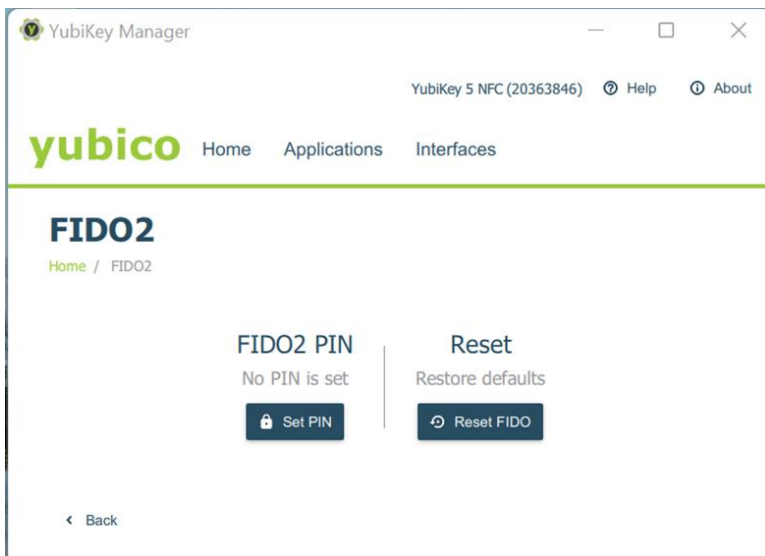 YubiKey Manager
YubiKey 5 NFC (20363846) Help About
yubico Home Applications Interfaces
FIDO2
Home / FIDO2
FIDO2 PIN Reset
No PIN is set Restore defaults
Set PIN Reset FIDO
Back